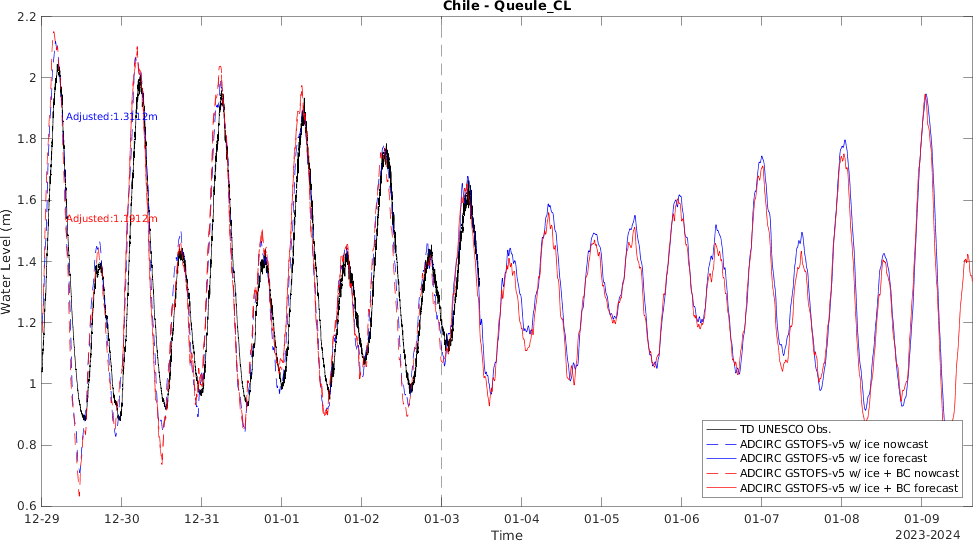 Chile - Queule_CL
Water Level (m)
2.2
2
1.8
1.6
1.4
1.2
1
0.8
0.6
Adjusted:1.3112m
Adjusted:1.1912m
TD UNESCO Obs.
ADCIRC GSTOFS-v5 w/ ice nowcast
ADCIRC GSTOFS-v5 w/ ice forecast
ADCIRC GSTOFS-v5 w/ ice + BC nowcast
ADCIRC GSTOFS-v5 w/ ice + BC forecast
12-29 12-30 12-31 01-01 01-02 01-03 01-04 01-05 01-06 01-07 01-08 01-09
Time
2023-2024